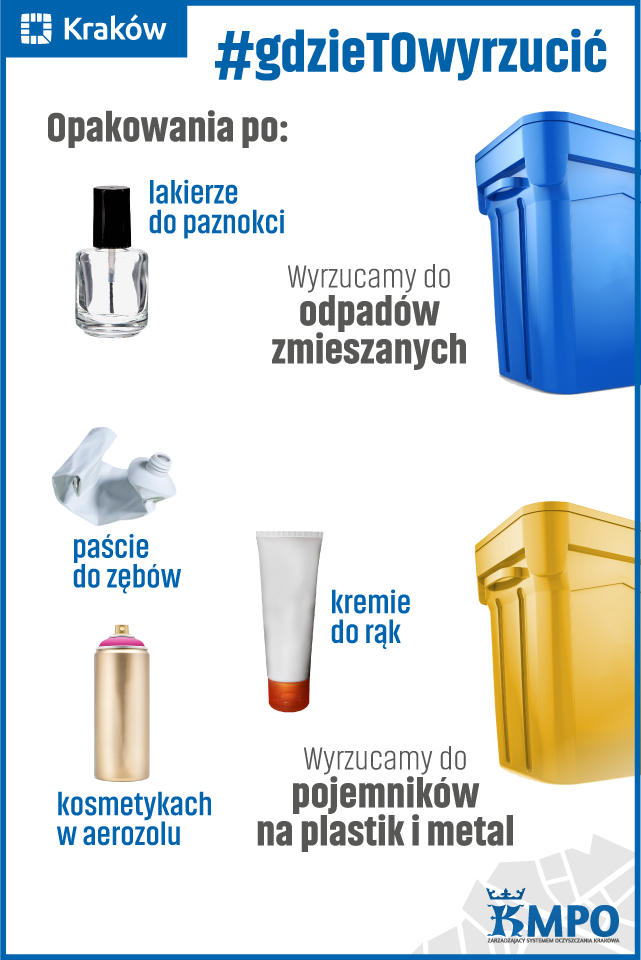 Kraków
#gdzieTOwyrzucić
Opakowania po:
lakierze
do paznokci
Wyrzucamy do
odpadów
zmieszanych
paście
do zębów
kremie
do rąk
kosmetykach
w aerozolu
Wyrzucamy do
pojemników
na plastik i metal
MPO
ZARZĄDZAJĄCY SYSTEMEM OCZYSZCZANIA KRAKOWA